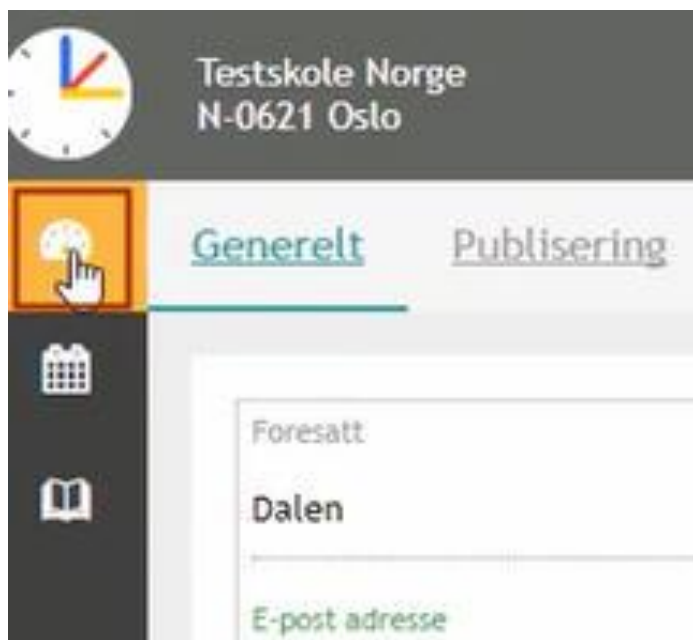 Testskole Norge
N-0621 Oslo
Generelt Publisering
Foresatt
Dalen
E-post adresse